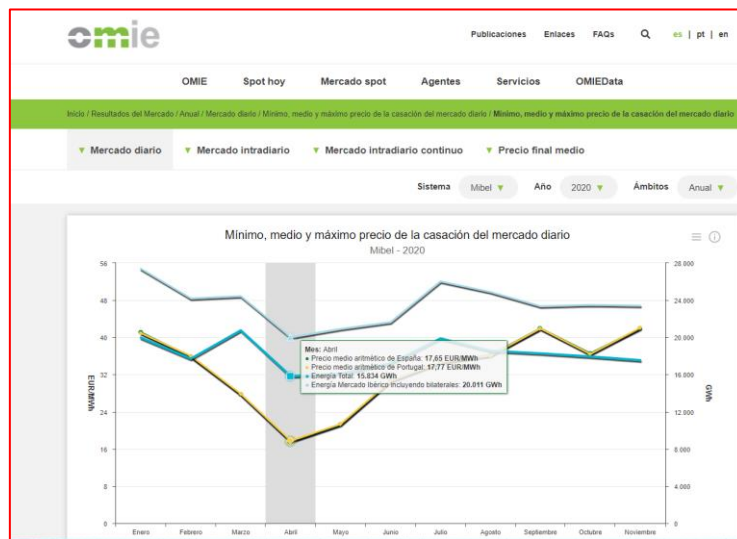 omie
Publicaciones Enlaces FAQs es | pt | en
OMIE Spot hoy Mercado spot Agentes Servicios OMIEData
Inicio / Resultados del Mercado / Anual / Mercado diario / Mínimo, medio y máximo precio de la casación del mercado diario / Mínimo, medio y máximo precio de la casación del mercado diario
Mercado diario Mercado intradiario Mercado intradiario continuo Precio final medio
Sistema Mibel Año 2020 Ámbitos Anual
Mínimo, medio y máximo precio de la casación del mercado diario
Mibel - 2020
56 28.000
48 24.000
40 20.000
Mes: Abril
Precio medio aritmético de España: 17,65 EUR/MWh
Precio medio aritmético de Portugal: 17,77 EUR/MWh
Energía Total: 15.834 GWh
Energía Mercado Ibérico incluyendo bilaterales: 20.011 GWh
32 16.000
EUR/MWh GWh
24 12.000
16 8.000
8 4.000
0 0
Enero Febrero Marzo Abril Mayo Junio Julio Agosto Septiembre Octubre Noviembre